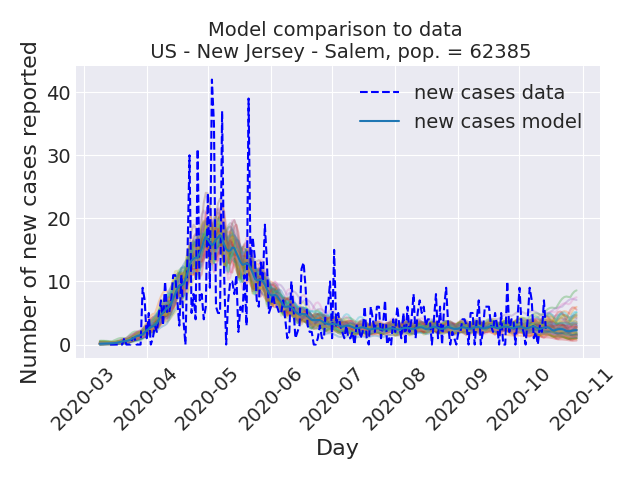 Model comparison to data
US - New Jersey - Salem, pop. = 62385
Number of new cases reported
40
30
20
10
0
new cases data
new cases model
2020-03
2020-04
2020-05
2020-06
2020-07
2020-08
2020-09
2020-10
2020-11
Day